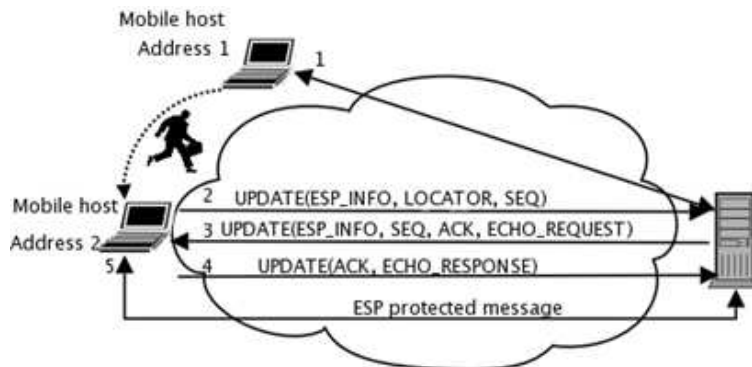 Mobile host
Address 1
1
2 UPDATE(ESP_INFO, LOCATOR, SEQ)
Mobile host
3 UPDATE(ESP_INFO, SEQ, ACK, ECHO_REQUEST)
Address 2
5 4 UPDATE(ACK, ECHO_RESPONSE)
ESP protected message